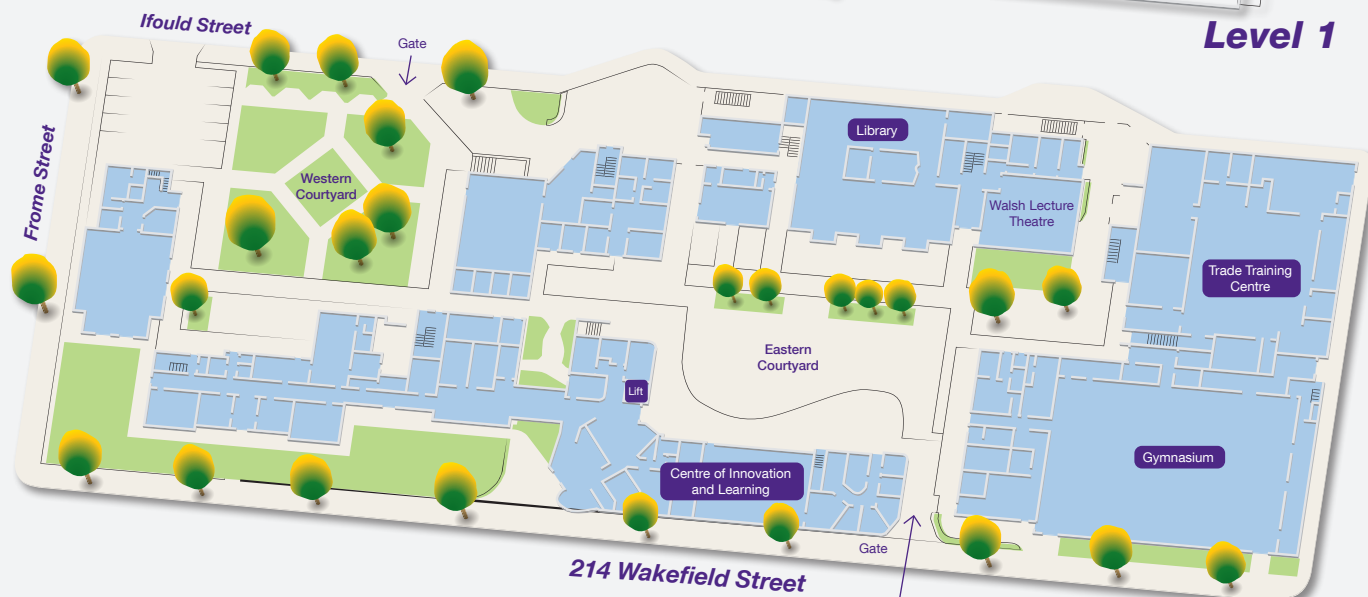 Level 1
Ifould Street
Gate
Frome Street
Library
Western
Courtyard
Walsh Lecture
Theatre
Trade Training
Centre
Eastern
Courtyard
Lift
Gymnasium
Centre of Innovation
and Learning
Gate
214 Wakefield Street